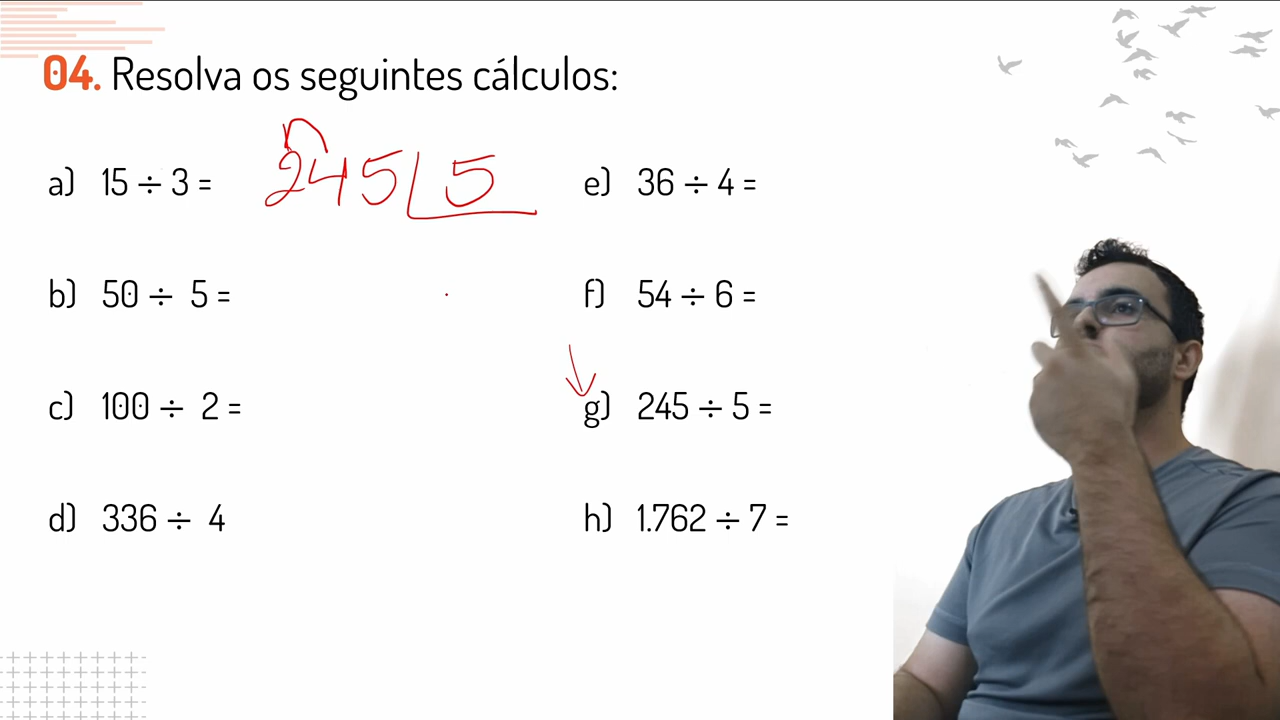 04. Resolva os seguintes cálculos:
a) 15 ÷ 3 =
245 5
b) 50 ÷ 5 =
c) 100 ÷ 2 =
d) 336 ÷ 4
e) 36 ÷ 4 =
f) 54 ÷ 6 =
g) 245 ÷ 5 =
h) 1.762 ÷ 7 =